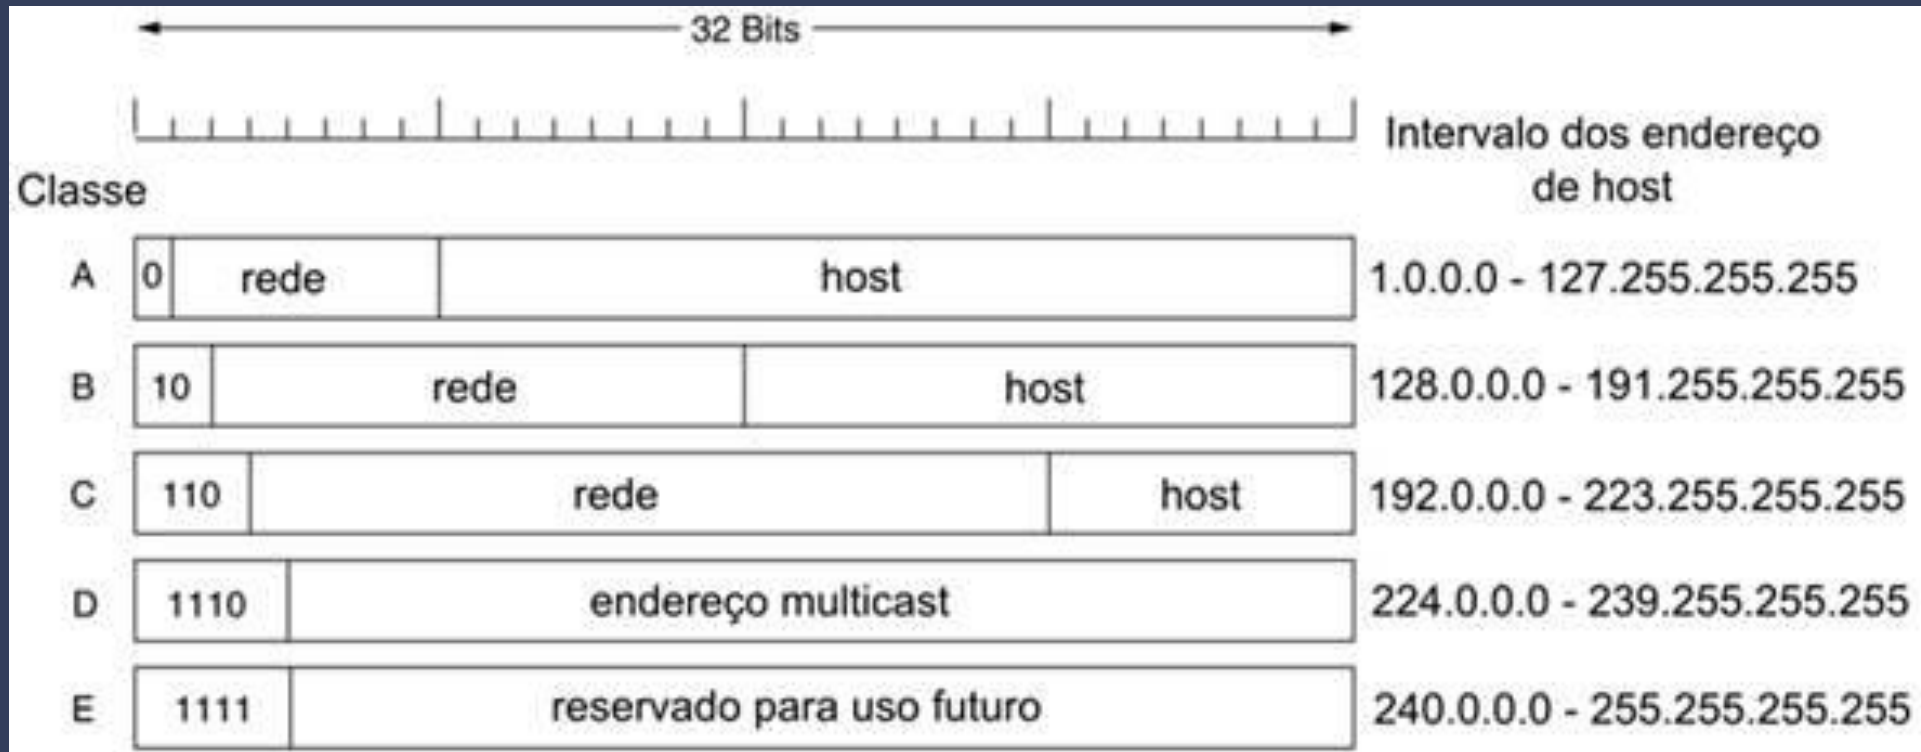 32 Bits
Intervalo dos endereço
de host
Classe
A 0 rede host 1.0.0.0 - 127.255.255.255
B 10 rede host 128.0.0.0 - 191.255.255.255
C 110 rede host 192.0.0.0 - 223.255.255.255
D 1110 endereço multicast 224.0.0.0 - 239.255.255.255
E 1111 reservado para uso futuro 240.0.0.0 - 255.255.255.255